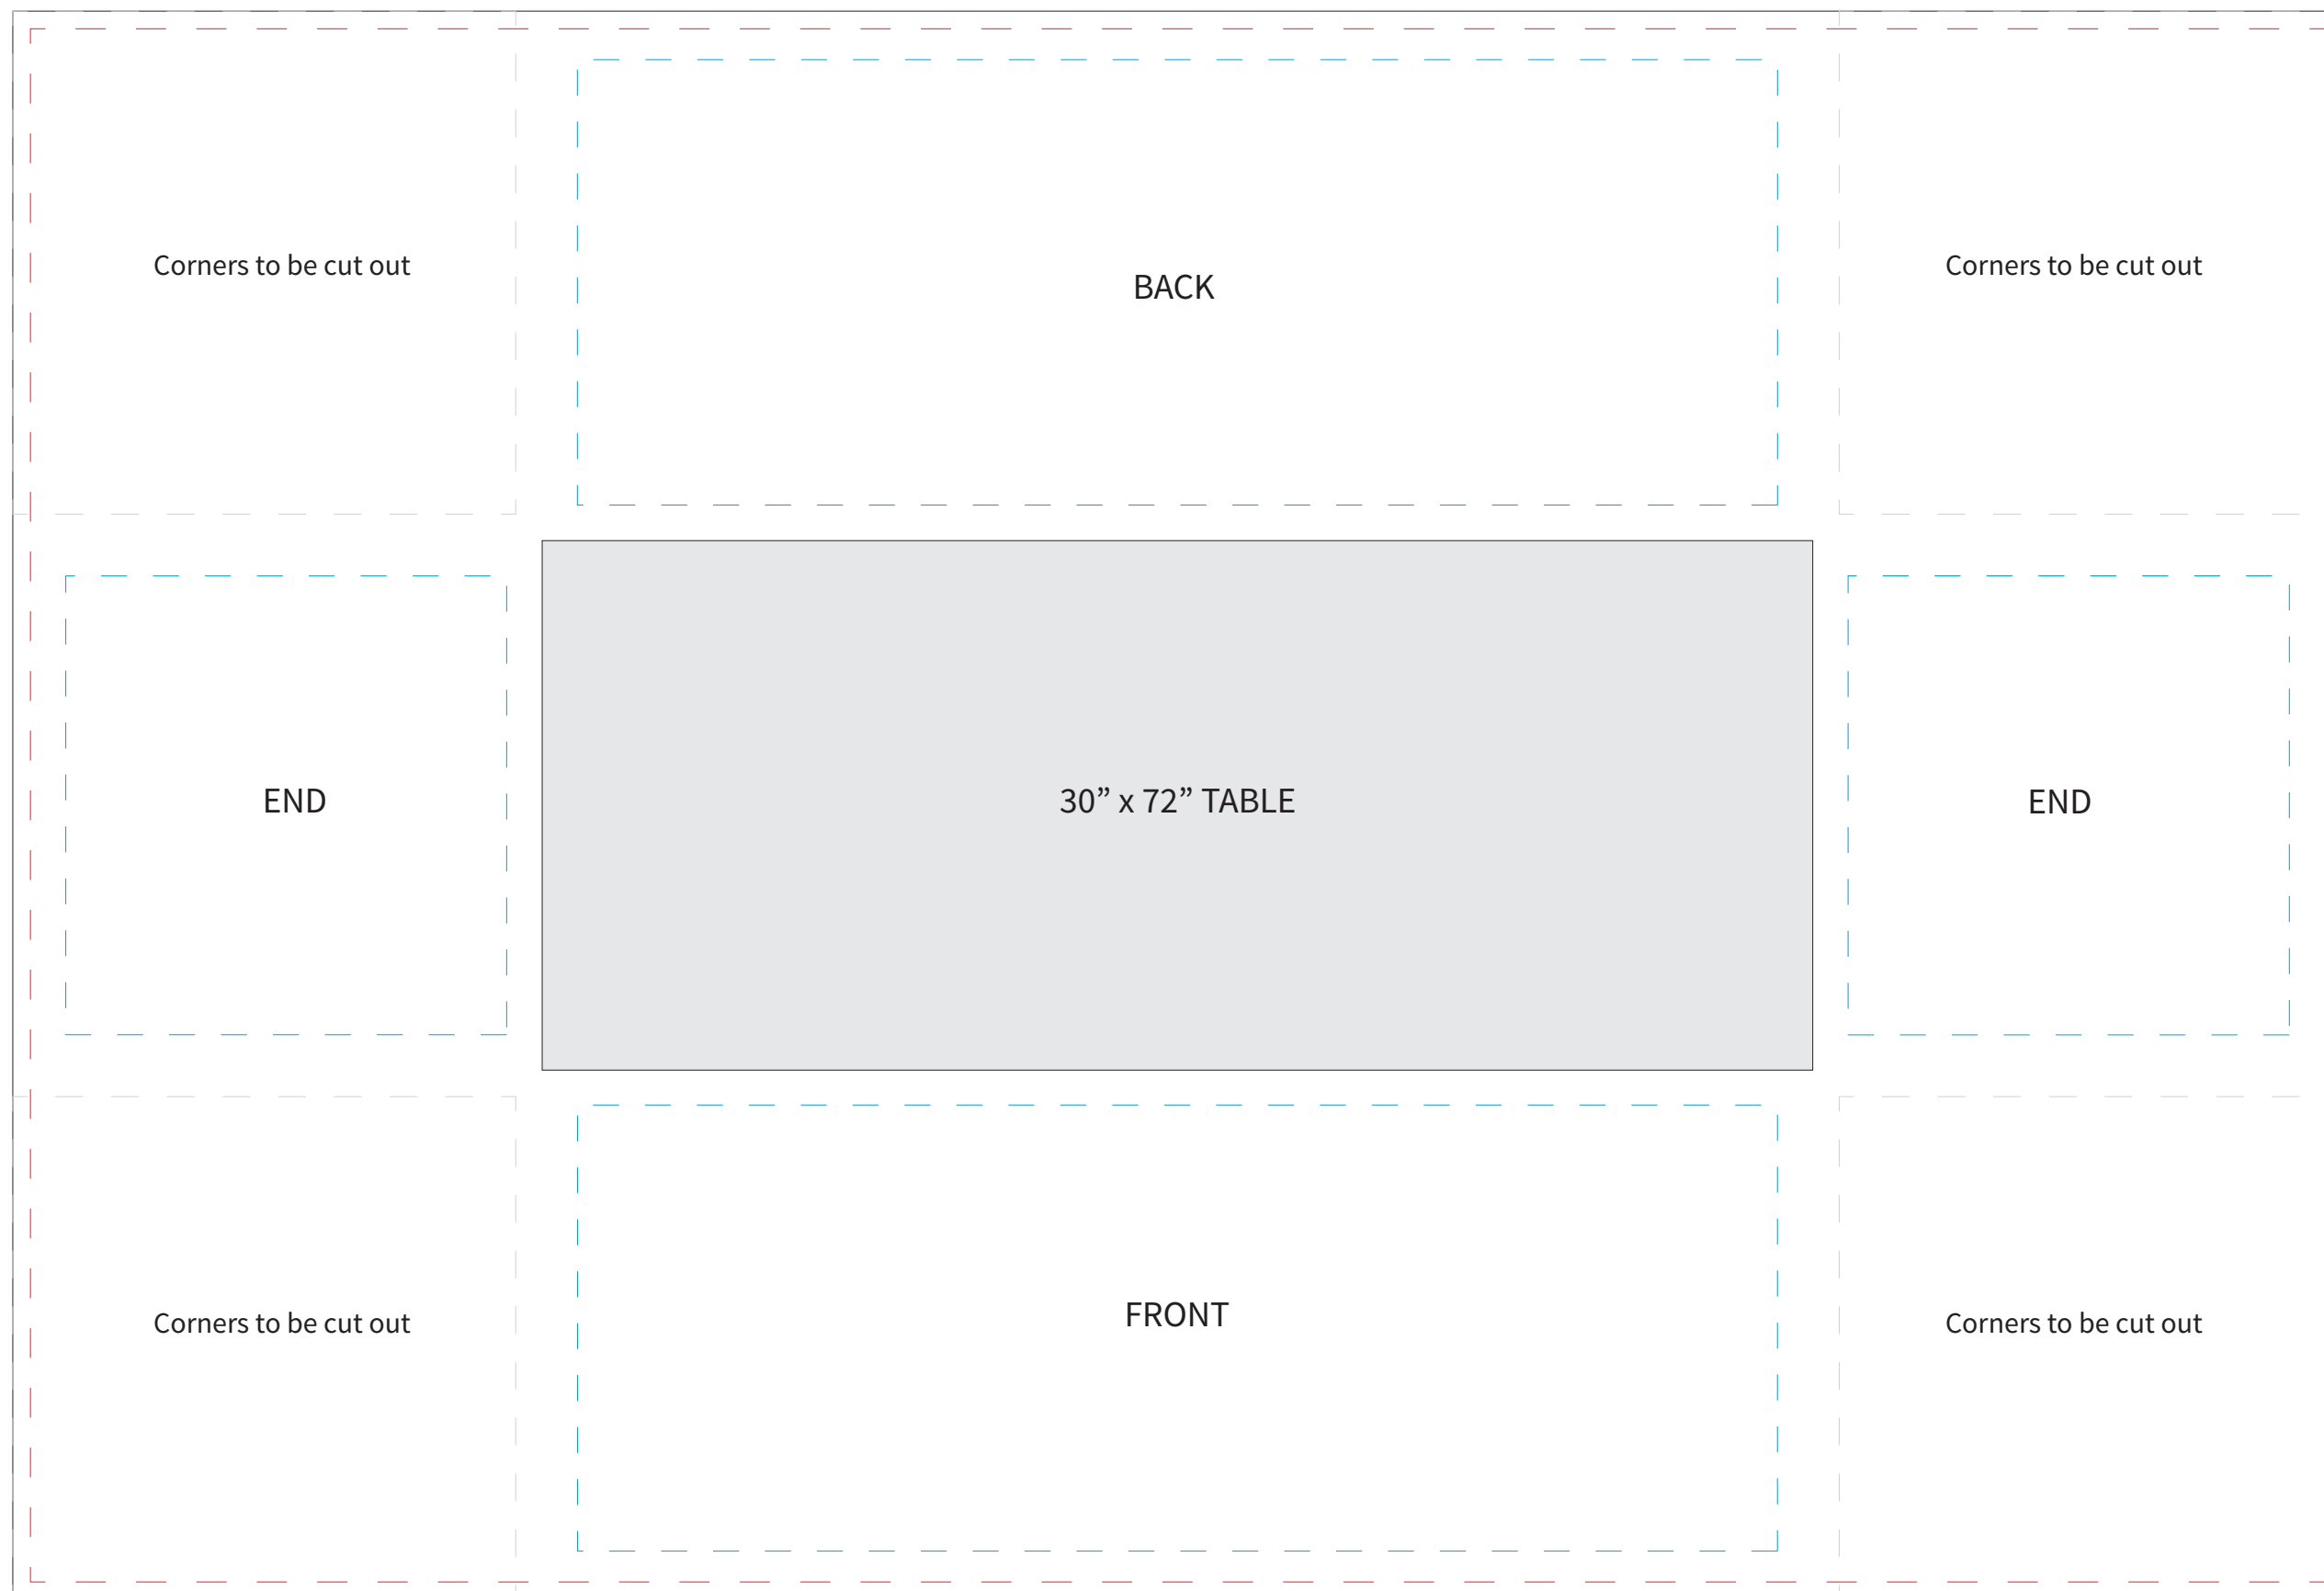 Corners to be cut out
BACK
Corners to be cut out
END
30” x 72” TABLE
END
Corners to be cut out
FRONT
Corners to be cut out